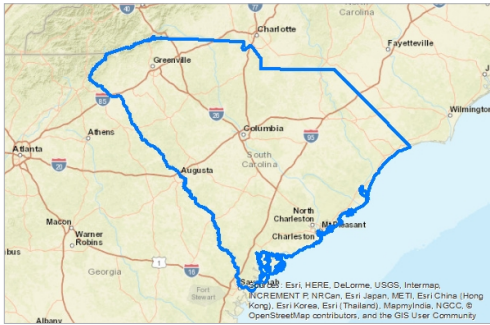 Carolina
77
Charlotte
Fayetteville
Greenville
85
Wilmington
26
Athens
Columbia
95
Atlanta
20
South
Carolina
Augusta
North
Charleston
Mt Pleasant
Charleston
Macon
Warner
Robins
bus
1
16
Georgia
Savannah
Fort
Stewart
Sources: Esri, HERE, DeLorme, USGS, Intermap,
INCREMENT P, NRCan, Esri Japan, METI, Esri China (Hong
Kong), Esri Korea, Esri (Thailand), MapmyIndia, NGCC, ©
OpenStreetMap contributors, and the GIS User Community
Albany